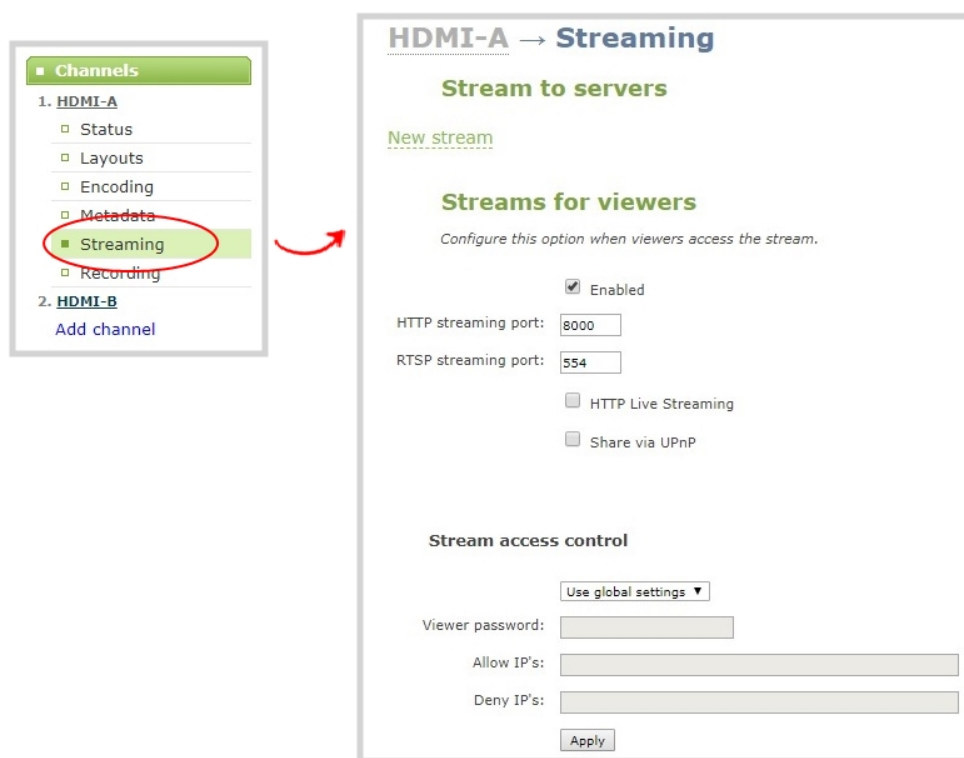 Channels
1. HDMI-A
Status
Layouts
Encoding
Metadata
Streaming
Recording
2. HDMI-B
Add channel
HDMI-A → Streaming
Stream to servers
New stream
Streams for viewers
Configure this option when viewers access the stream.
Enabled
HTTP streaming port: 8000
RTSP streaming port: 554
HTTP Live Streaming
Share via UPnP
Stream access control
Use global settings ▼
Viewer password:
Allow IP's:
Deny IP's:
Apply